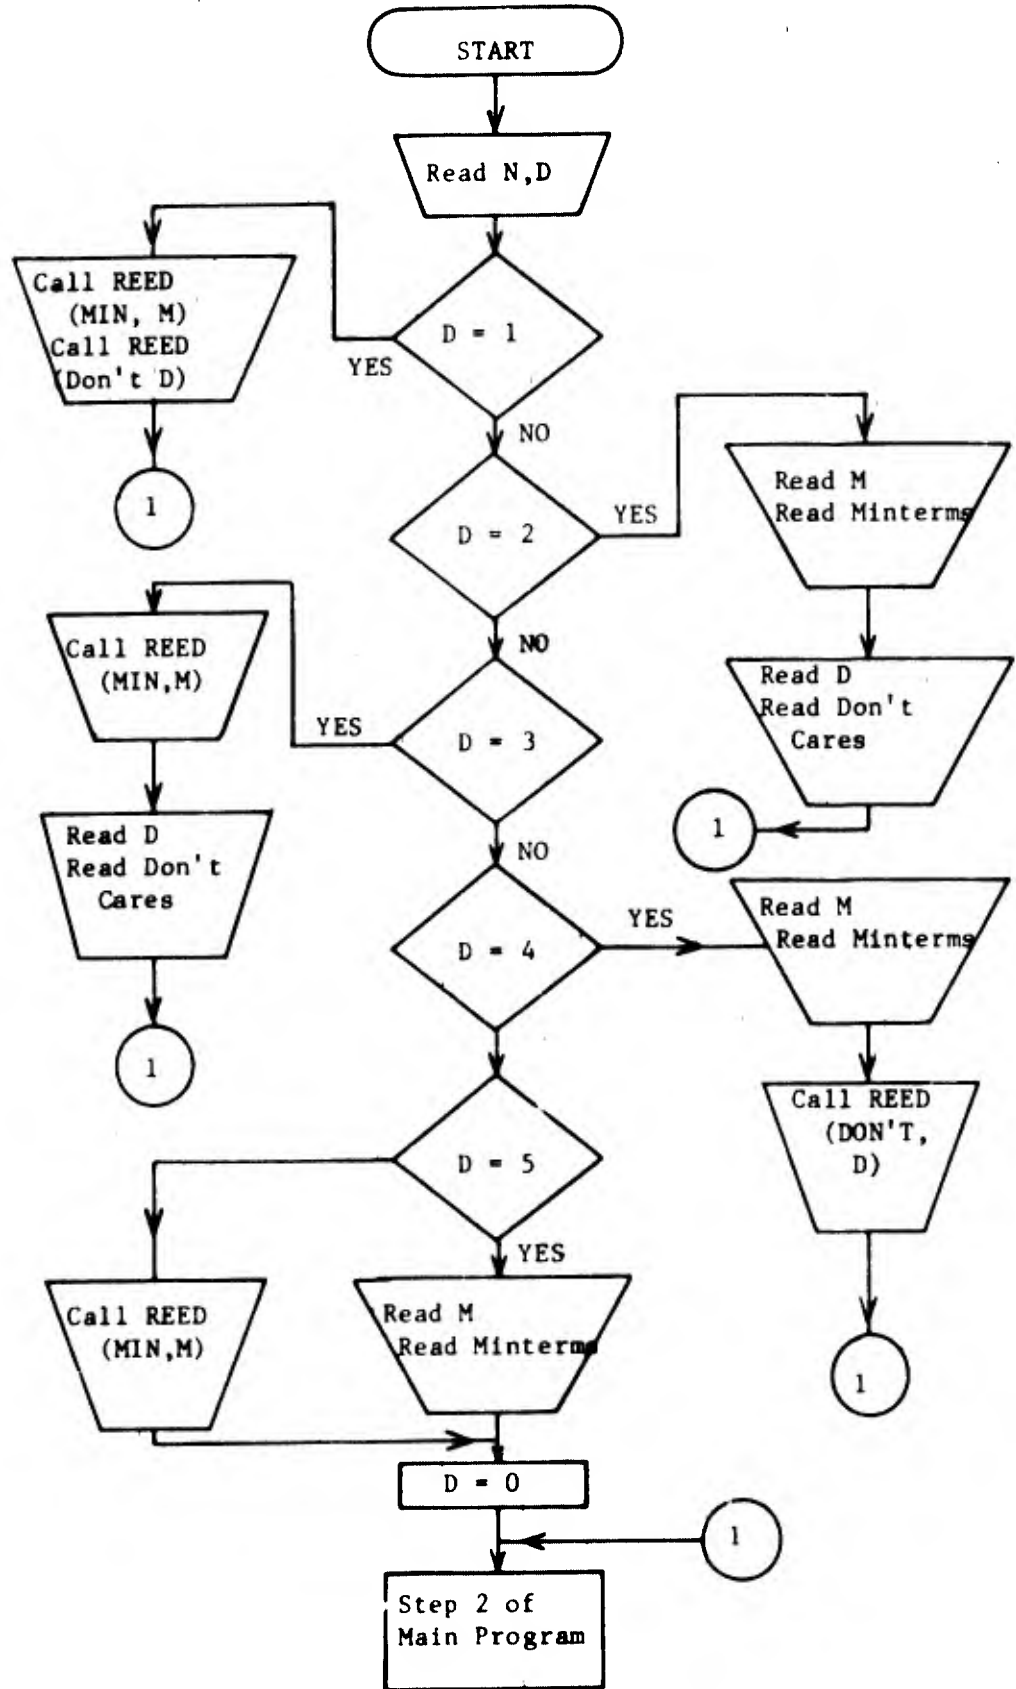 START
Read N,D
Call REED
(MIN, M)
Call REED
(Don't D)
D = 1
YES
NO
1
D = 2
YES
Read M
Read Minterms
NO
Call REED
(MIN,M)
Read D
Read Don't
Cares
YES
D = 3
1
NO
Read D
Read Don't
Cares
YES
Read M
Read Minterms
D = 4
1
Call REED
(DON'T,
D)
D = 5
YES
Call REED
(MIN,M)
Read M
Read Minterms
1
D = 0
1
Step 2 of
Main Program